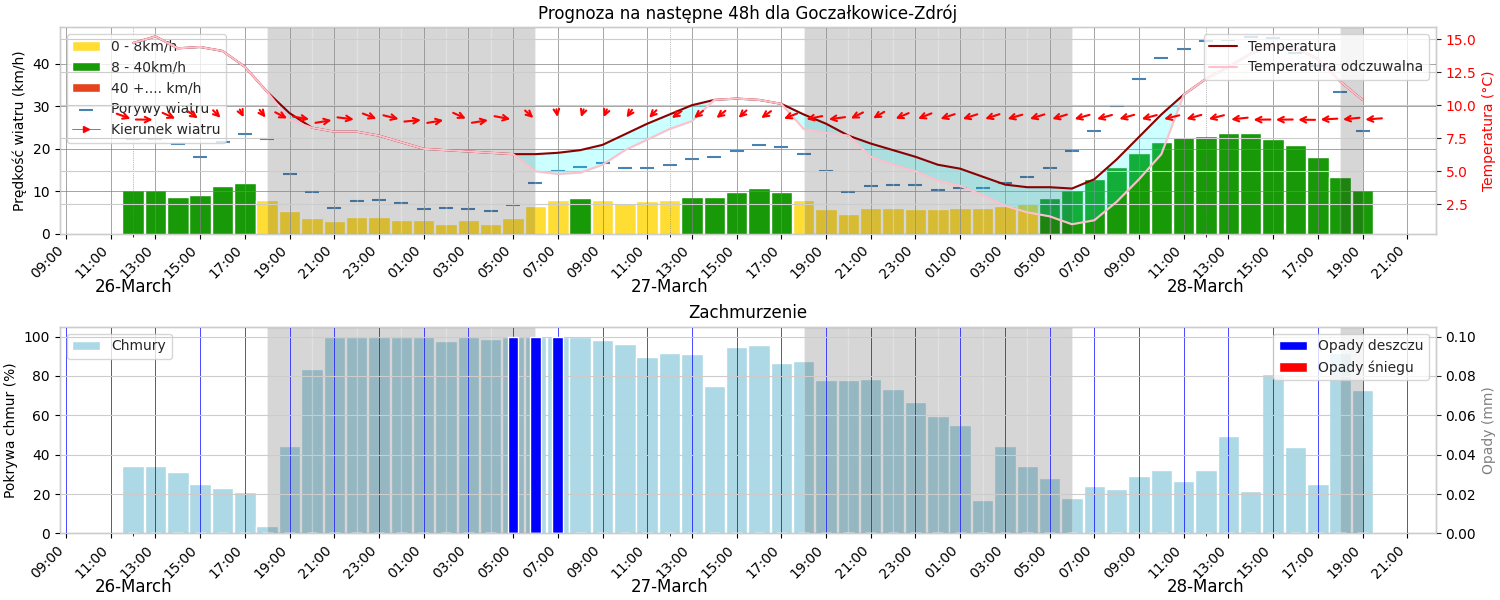 Prognoza na następne 48h dla Goczałkowice-Zdrój
Prędkość wiatru (km/h)
40
30
20
10
0
0 - 8km/h
8 - 40km/h
40 +.... km/h
Porywy wiatru
Kierunek wiatru
Temperatura
Temperatura odczuwalna
15.0
12.5
10.0
7.5
5.0
2.5
Temperatura (°C)
09:00 11:00 13:00 15:00 17:00 19:00 21:00 23:00 01:00 03:00 05:00 07:00 09:00 11:00 13:00 15:00 17:00 19:00 21:00 23:00 01:00 03:00 05:00 07:00 09:00 11:00 13:00 15:00 17:00 19:00 21:00
26-March 27-March 28-March
Zachmurzenie
Pokrywa chmur (%)
100
80
60
40
20
0
Chmury
Opady deszczu
Opady śniegu
0.10
0.08
0.06
0.04
0.02
0.00
Opady (mm)
09:00 11:00 13:00 15:00 17:00 19:00 21:00 23:00 01:00 03:00 05:00 07:00 09:00 11:00 13:00 15:00 17:00 19:00 21:00 23:00 01:00 03:00 05:00 07:00 09:00 11:00 13:00 15:00 17:00 19:00 21:00
26-March 27-March 28-March